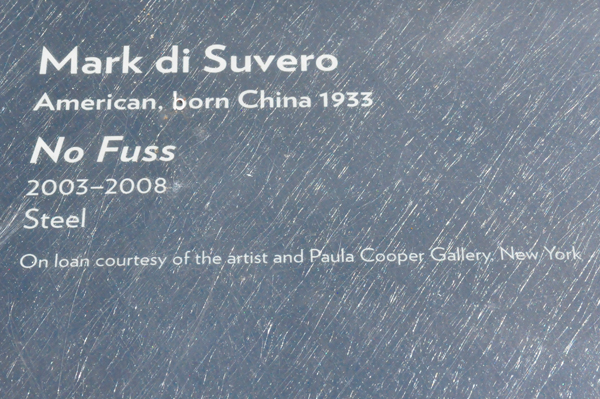 Mark di Suvero
American, born China 1933
No Fuss
2003–2008
Steel
On loan courtesy of the artist and Paula Cooper Gallery, New York